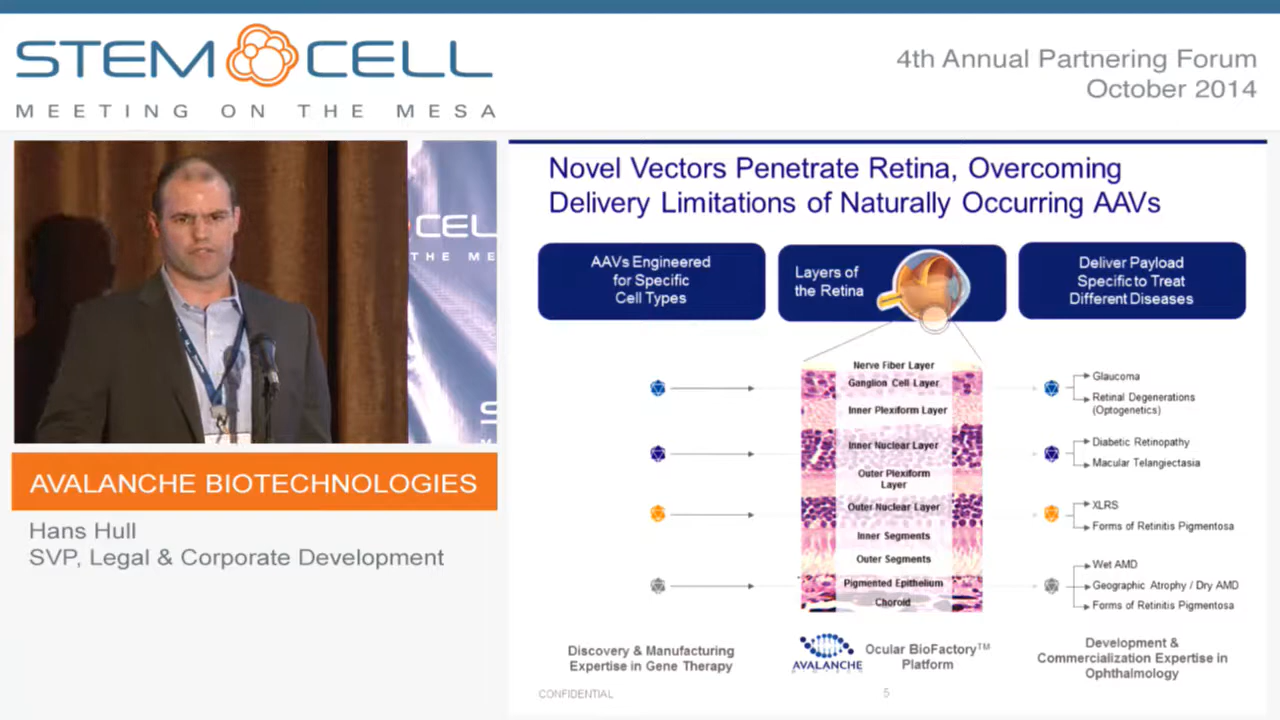 STEM CELL
MEETING ON THE MESA
4th Annual Partnering Forum
October 2014
CEL
THE ME
AVALANCHE BIOTECHNOLOGIES
Hans Hull
SVP, Legal & Corporate Development
Novel Vectors Penetrate Retina, Overcoming
Delivery Limitations of Naturally Occurring AAVs
AAVs Engineered
for Specific
Cell Types
Layers of
the Retina
Deliver Payload
Specific to Treat
Different Diseases
Nerve Fiber Layer
Ganglion Cell Layer
Inner Plexiform Layer
Inner Nuclear Layer
Outer Plexiform
Layer
Outer Nuclear Layer
Inner Segments
Outer Segments
Pigmented Epithelium
Choroid
Glaucoma
Retinal Degenerations
(Optogenetics)
Diabetic Retinopathy
Macular Telangiectasia
XLRS
Forms of Retinitis Pigmentosa
Wet AMD
Geographic Atrophy / Dry AMD
Forms of Retinitis Pigmentosa
Discovery & Manufacturing
Expertise in Gene Therapy
AVALANCHE
Ocular BioFactory™
Platform
Development &
Commercialization Expertise in
Ophthalmology
CONFIDENTIAL
5